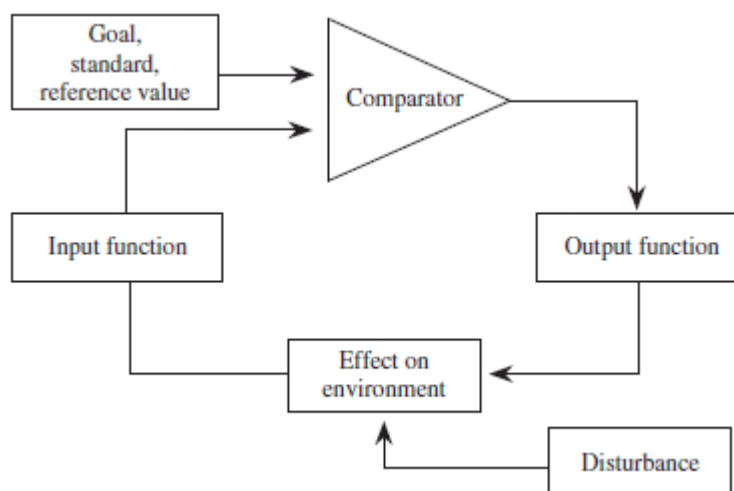 Goal,
standard,
reference value
Comparator
Input function
Output function
Effect on
environment
Disturbance